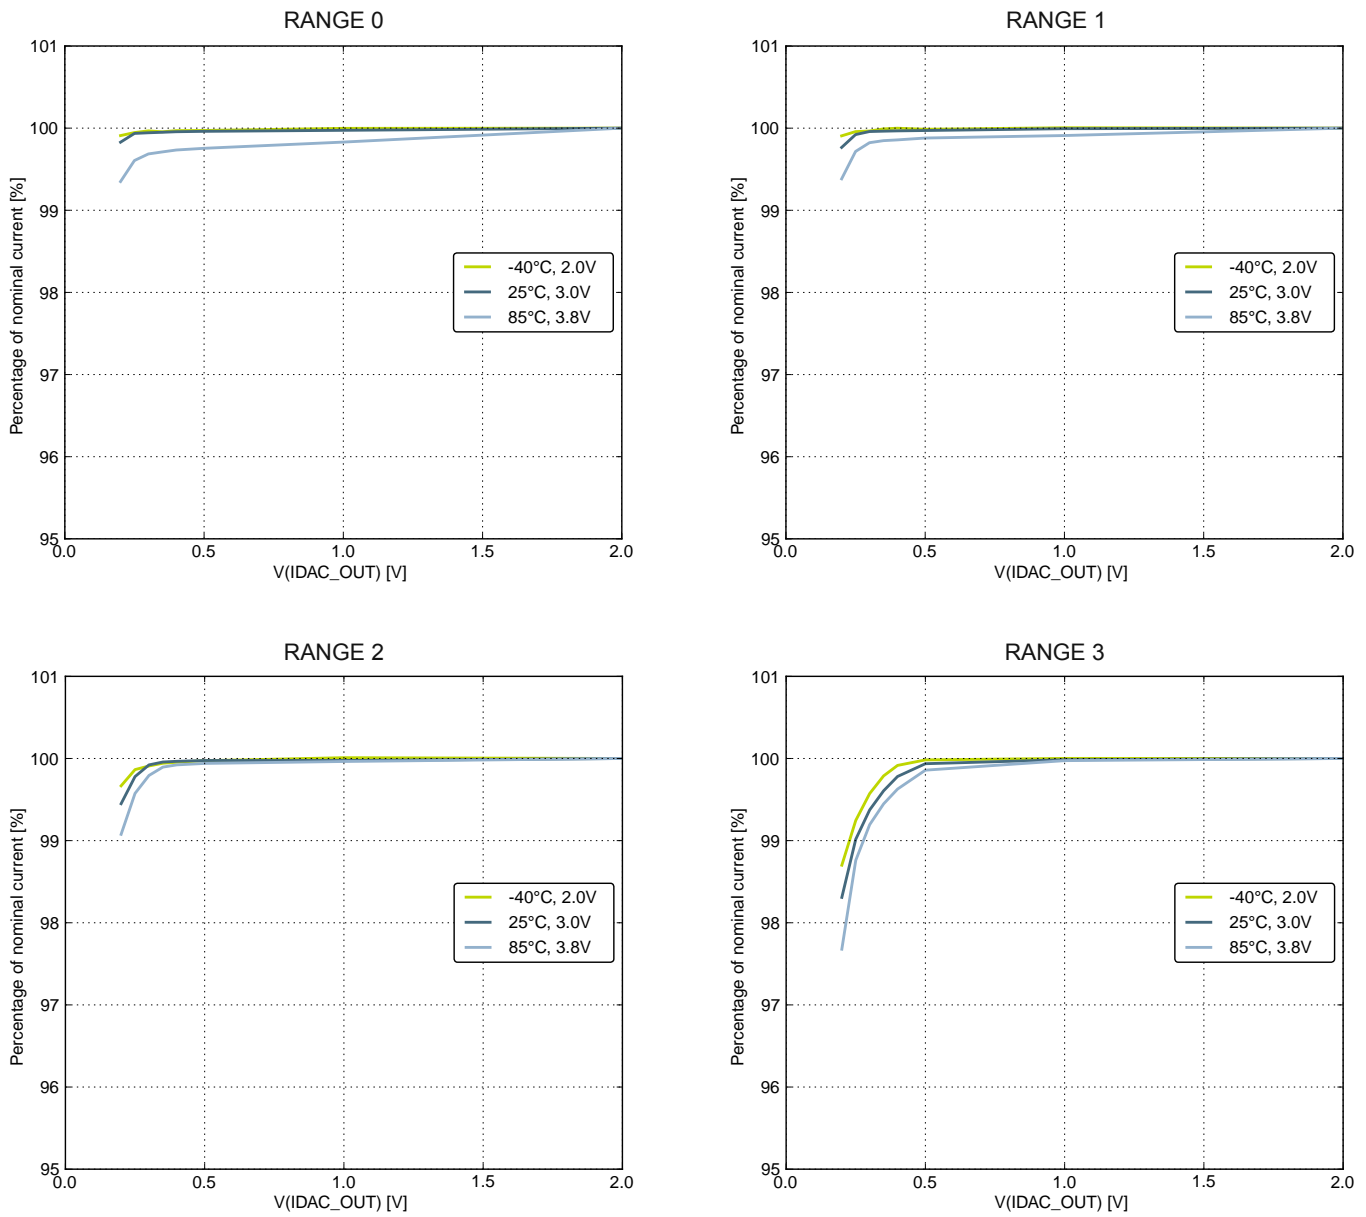 RANGE 0
101
100
99
98
97
96
95
0.0 0.5 1.0 1.5 2.0
V(IDAC_OUT) [V]
Percentage of nominal current [%]
-40°C, 2.0V
25°C, 3.0V
85°C, 3.8V
RANGE 1
101
100
99
98
97
96
95
0.0 0.5 1.0 1.5 2.0
V(IDAC_OUT) [V]
Percentage of nominal current [%]
-40°C, 2.0V
25°C, 3.0V
85°C, 3.8V
RANGE 2
101
100
99
98
97
96
95
0.0 0.5 1.0 1.5 2.0
V(IDAC_OUT) [V]
Percentage of nominal current [%]
-40°C, 2.0V
25°C, 3.0V
85°C, 3.8V
RANGE 3
101
100
99
98
97
96
95
0.0 0.5 1.0 1.5 2.0
V(IDAC_OUT) [V]
Percentage of nominal current [%]
-40°C, 2.0V
25°C, 3.0V
85°C, 3.8V